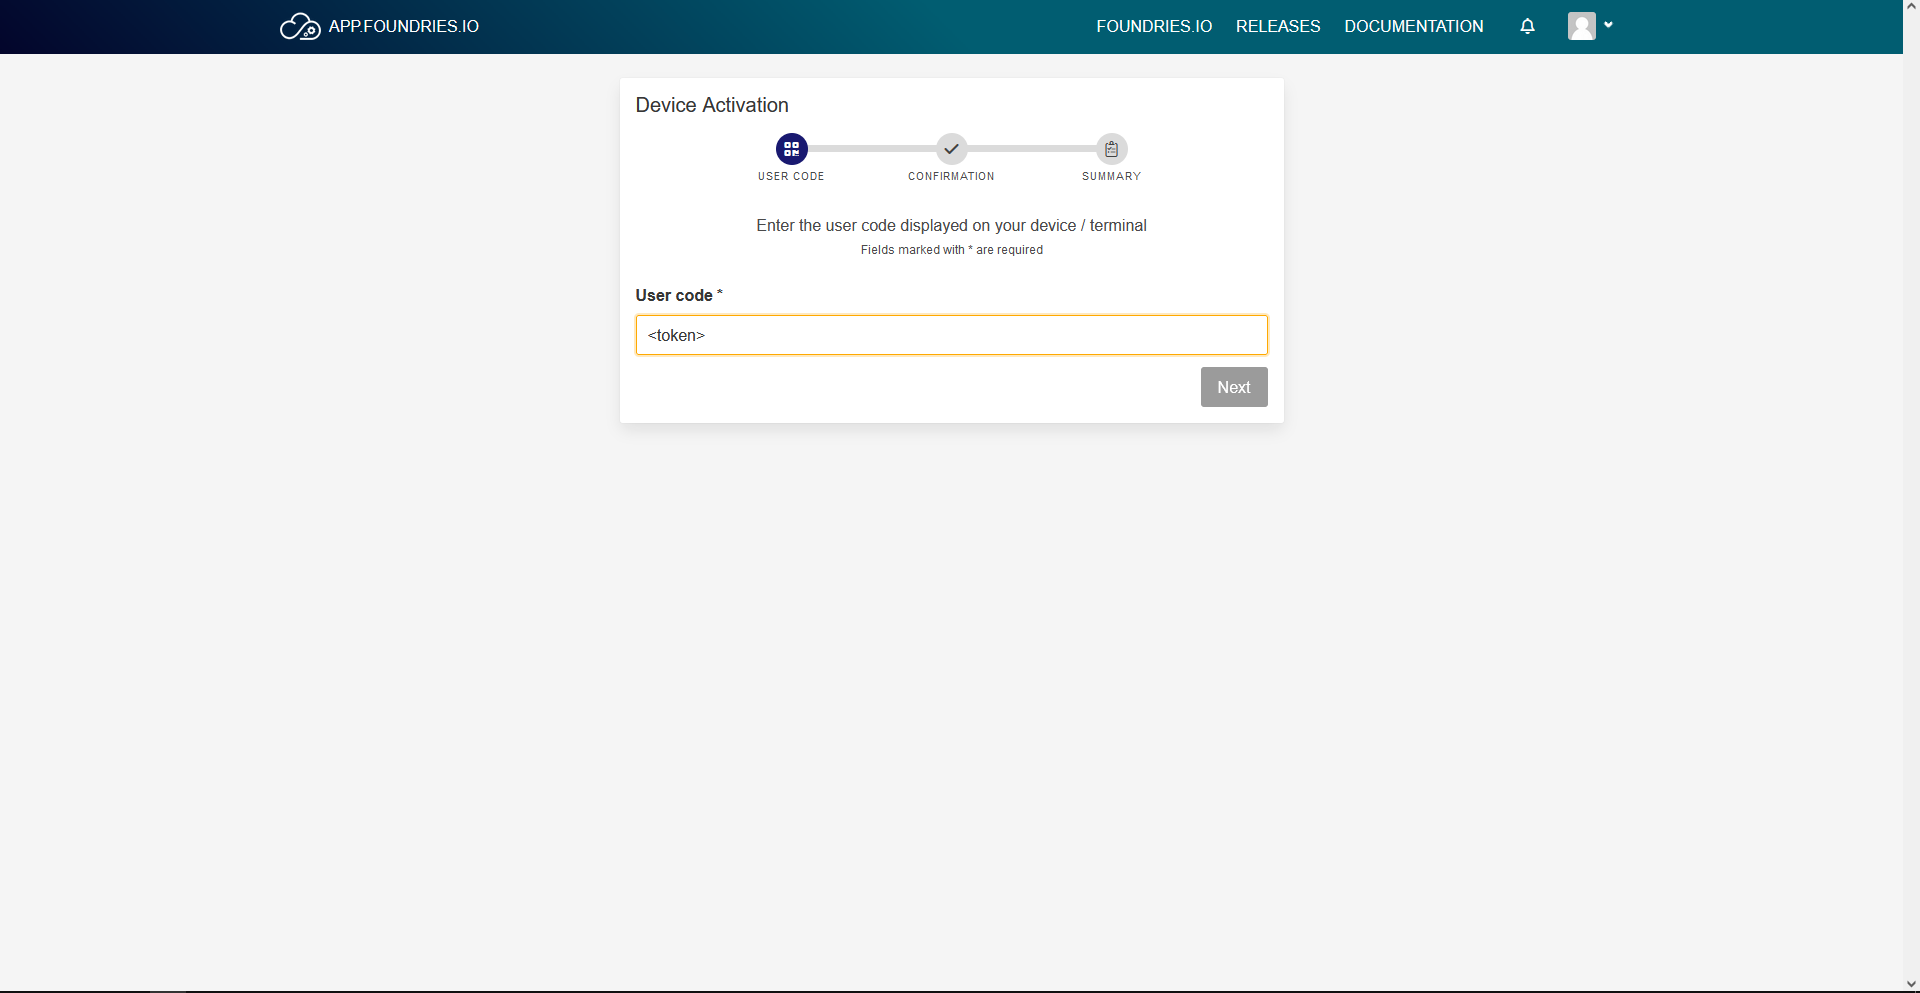 APP.FOUNDRIES.IO FOUNDRIES.IO RELEASES DOCUMENTATION
Device Activation
USER CODE CONFIRMATION SUMMARY
Enter the user code displayed on your device / terminal
Fields marked with * are required
User code *
<token>
Next